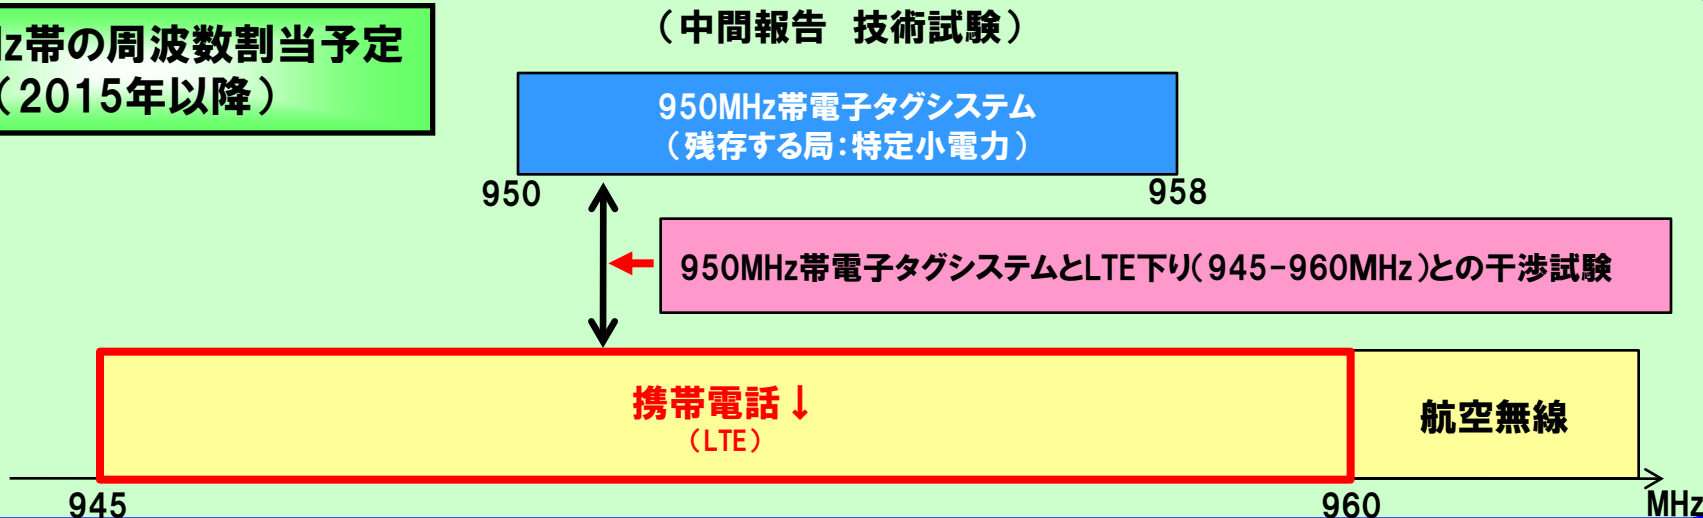 z帯の周波数割当予定
（2015年以降）
（中間報告　技術試験）
950MHz帯電子タグシステム
（残存する局：特定小電力）
950
958
950MHz帯電子タグシステムとLTE下り（945-960MHz）との干渉試験
携帯電話↓
（LTE）
航空無線
945
960
MHz